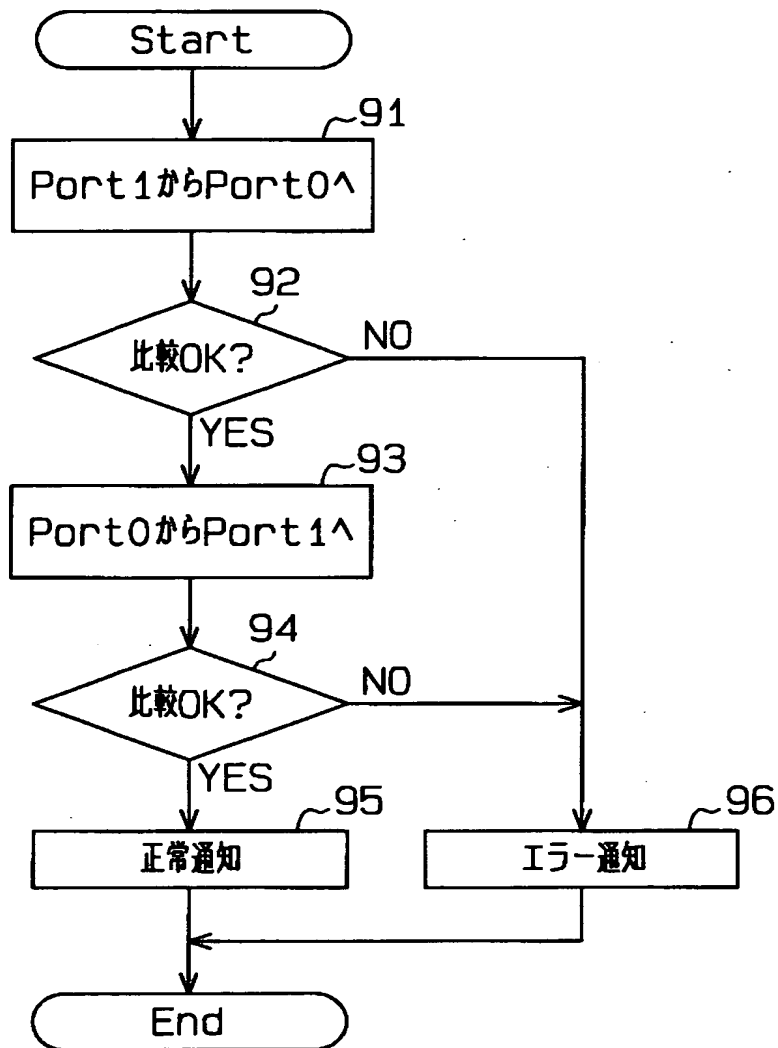 Start
91
Port1からPort0へ
92
比較OK?
NO
YES
93
Port0からPort1へ
94
比較OK?
NO
YES
95
正常通知
96
エラー通知
End